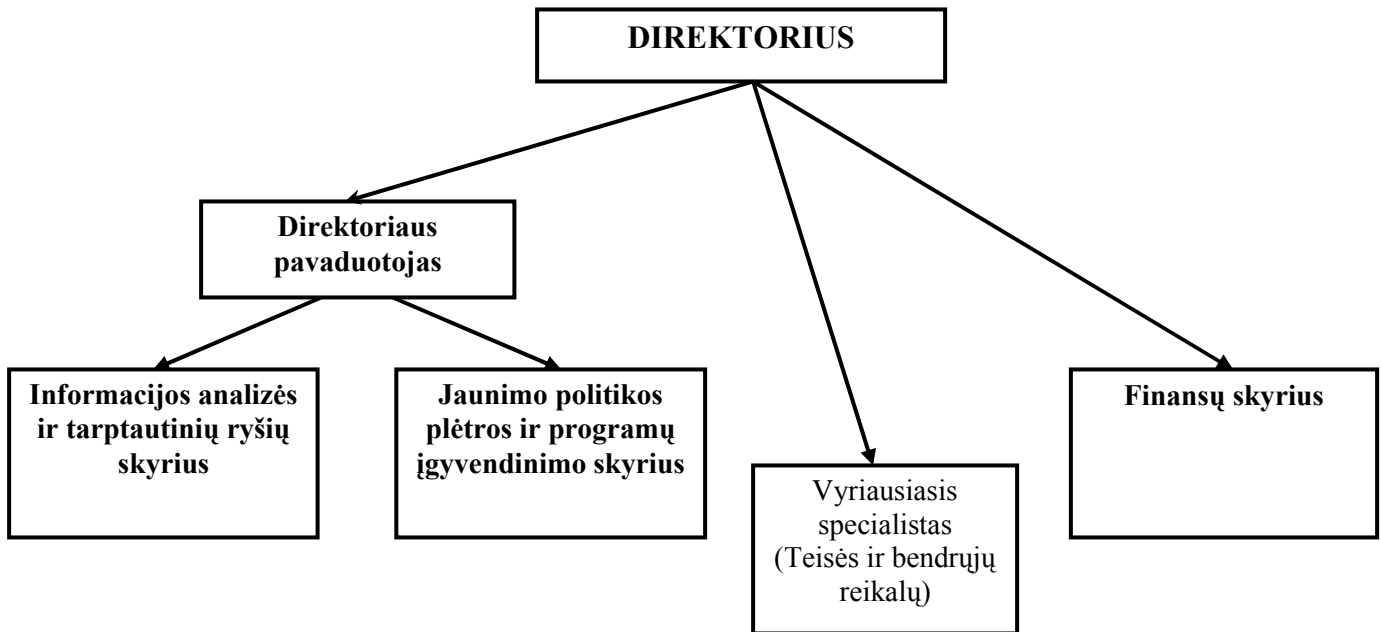 DIREKTORIUS
Direktoriaus
pavaduotojas
Informacijos analizės
ir tarptautinių ryšių
skyrius
Jaunimo politikos
plėtros ir programų
įgyvendinimo skyrius
Vyriausiasis
specialistas
(Teisės ir bendrųjų
reikalų)
Finansų skyrius